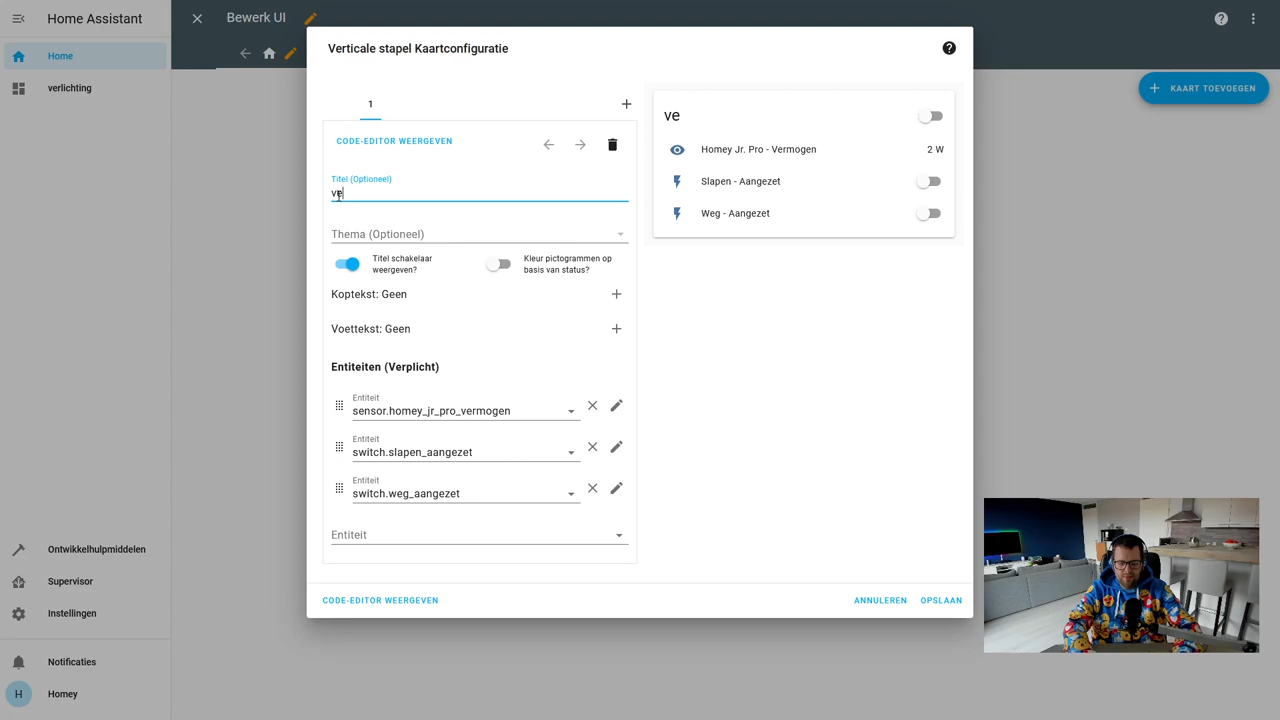 Home Assistant
Bewerk UI
Home
verlichting
KAART TOEVOEGEN
Verticale stapel Kaartconfiguratie
1
CODE-EDITOR WEERGEVEN
Titel (Optioneel)
ve
Thema (Optioneel)
Titel schakelaar weergeven?
Kleur pictogrammen op basis van status?
Koptekst: Geen
Voettekst: Geen
Entiteiten (Verplicht)
Entiteit
sensor.homey_jr_pro_vermogen
Entiteit
switch.slapen_aangezet
Entiteit
switch.weg_aangezet
Entiteit
ve
Homey Jr. Pro - Vermogen 2 W
Slapen - Aangezet
Weg - Aangezet
CODE-EDITOR WEERGEVEN
ANNULEREN
OPSLAAN
Ontwikkelhulpmiddelen
Supervisor
Instellingen
Notificaties
H
Homey